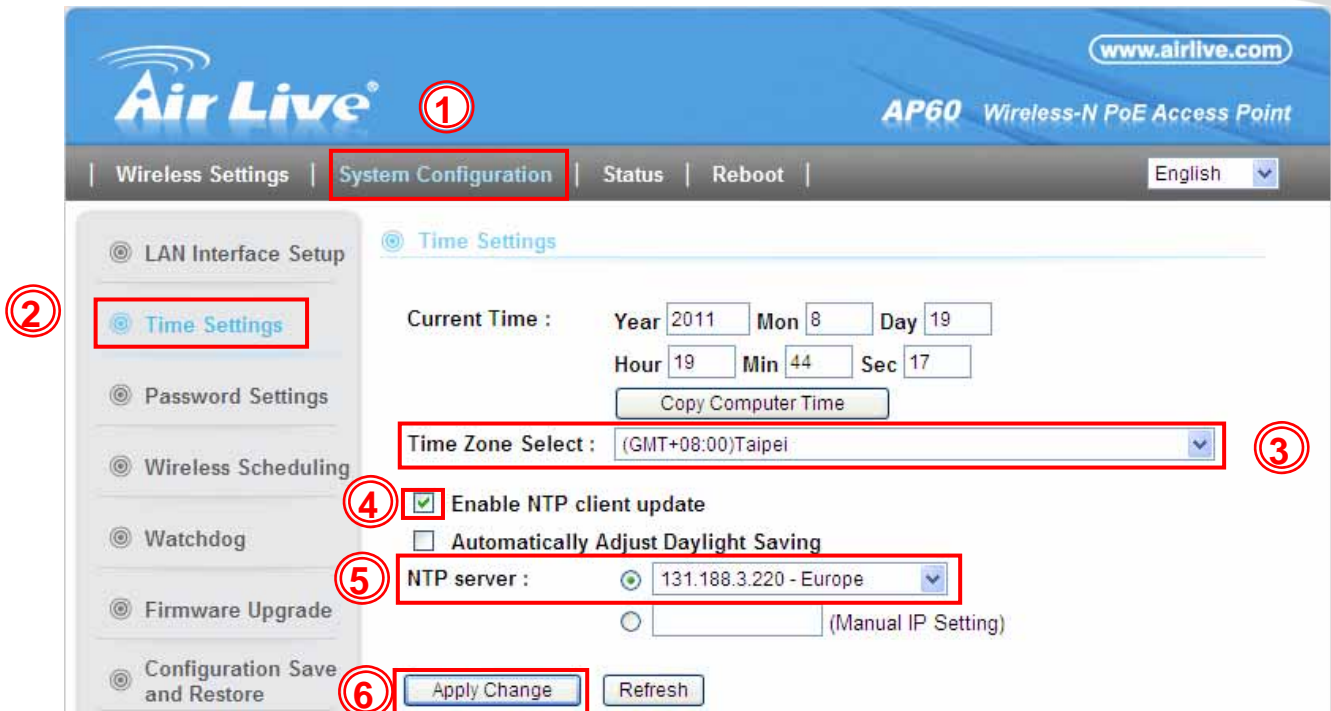 www.airlive.com
Air Live®
①
AP60 Wireless-N PoE Access Point
| Wireless Settings | System Configuration | Status | Reboot |
English
LAN Interface Setup
Time Settings
②
Time Settings
Password Settings
Wireless Scheduling
Watchdog
Firmware Upgrade
Configuration Save
and Restore
Current Time :
Year 2011 Mon 8 Day 19
Hour 19 Min 44 Sec 17
Copy Computer Time
Time Zone Select : (GMT+08:00)Taipei
③
④
Enable NTP client update
Automatically Adjust Daylight Saving
⑤
NTP server : 131.188.3.220 - Europe
(Manual IP Setting)
⑥
Apply Change Refresh